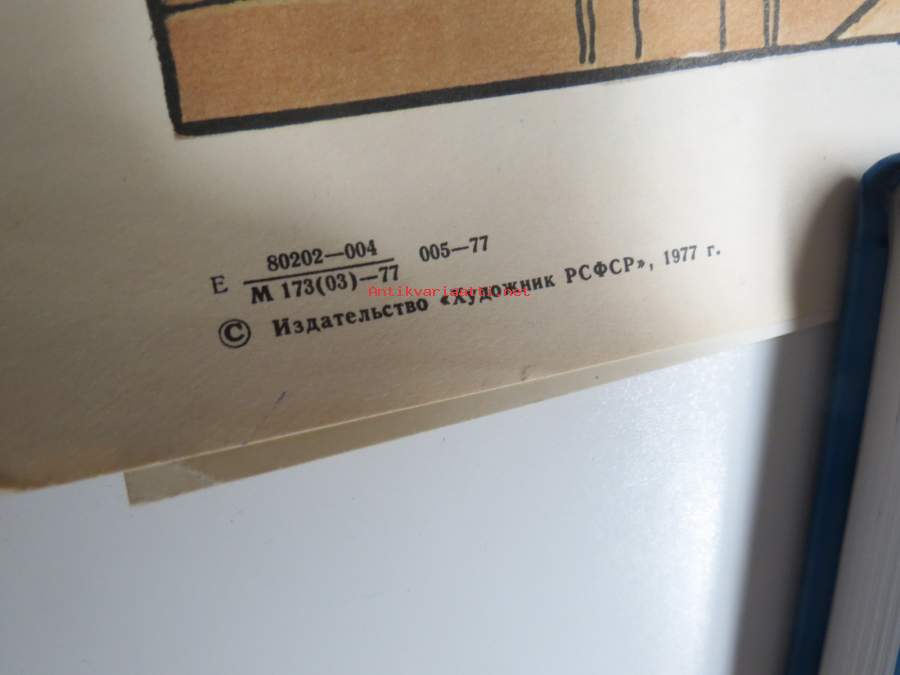 Е 80202—004 005—77
М 173(03)—77
Antikvariaatti.net
© Издательство «Художник РСФСР», 1977 г.